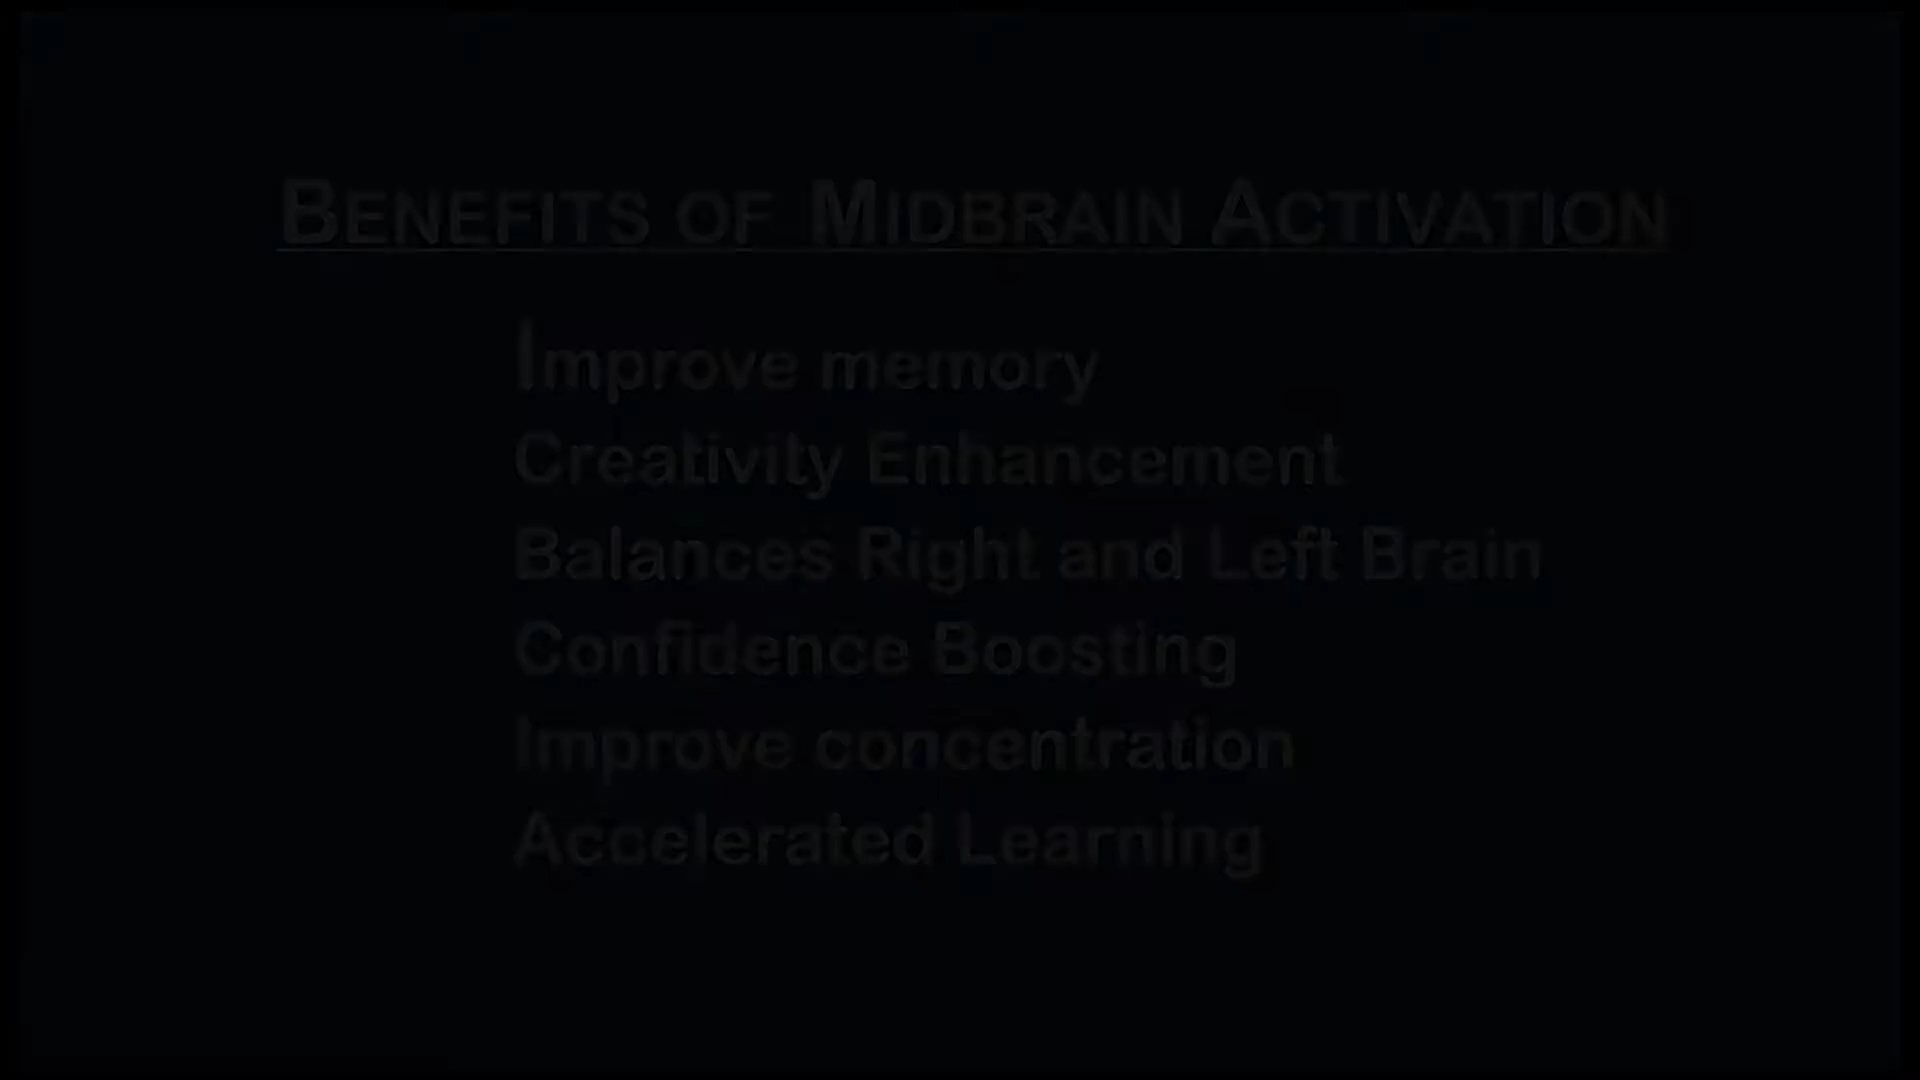 BENEFITS OF MIDBRAIN ACTIVATION
Improve memory
Creativity Enhancement
Balances Right and Left Brain
Confidence Boosting
Improve concentration
Accelerated Learning